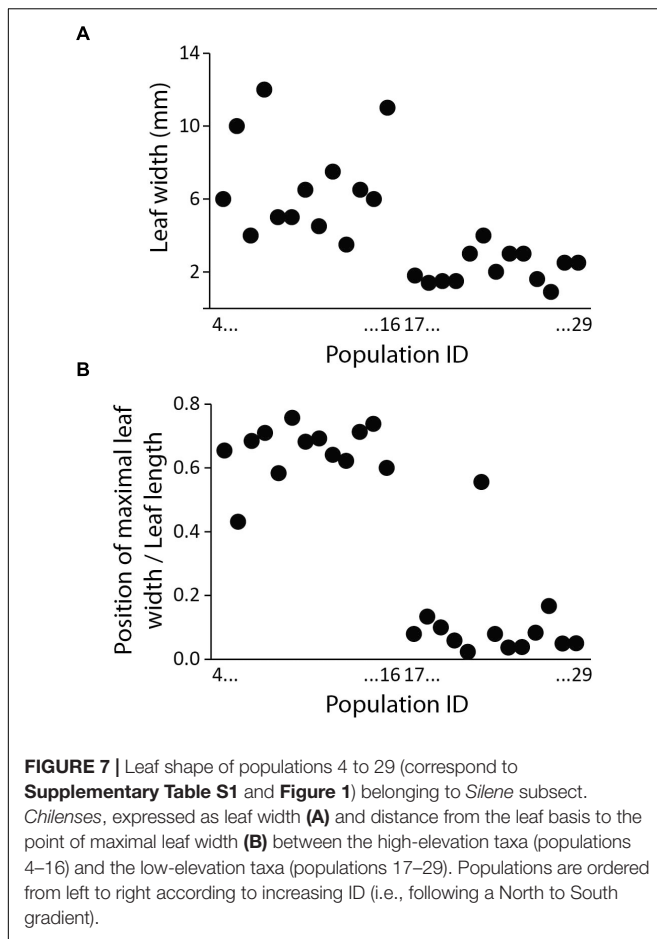 A
14
10
6
2
Leaf width (mm)
4... ...16 17... ...29
Population ID
B
0.8
0.6
0.4
0.2
0.0
Position of maximal leaf
width / Leaf length
4... ...16 17... ...29
Population ID
FIGURE 7 | Leaf shape of populations 4 to 29 (correspond to
Supplementary Table S1 and Figure 1) belonging to Silene subsect.
Chilenses, expressed as leaf width (A) and distance from the leaf basis to the
point of maximal leaf width (B) between the high-elevation taxa (populations
4–16) and the low-elevation taxa (populations 17–29). Populations are ordered
from left to right according to increasing ID (i.e., following a North to South
gradient).